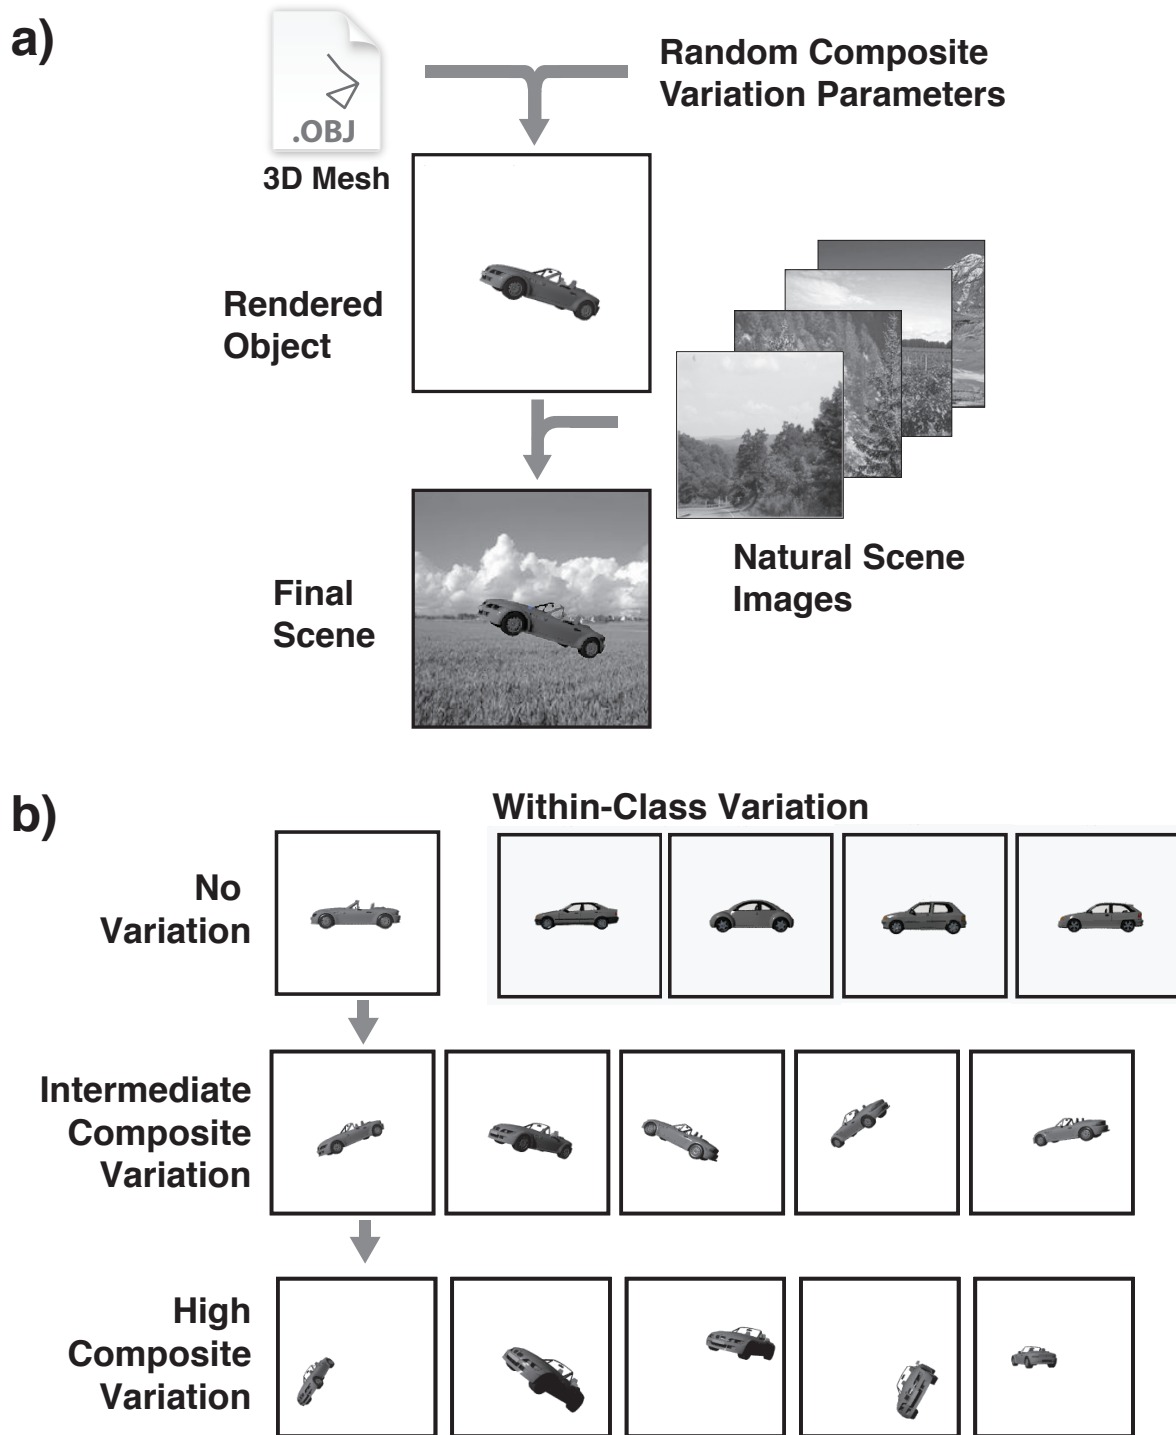 a)
.OBJ
3D Mesh
Random Composite
Variation Parameters
Rendered
Object
Natural Scene
Images
Final
Scene
b)
Within-Class Variation
No
Variation
Intermediate
Composite
Variation
High
Composite
Variation